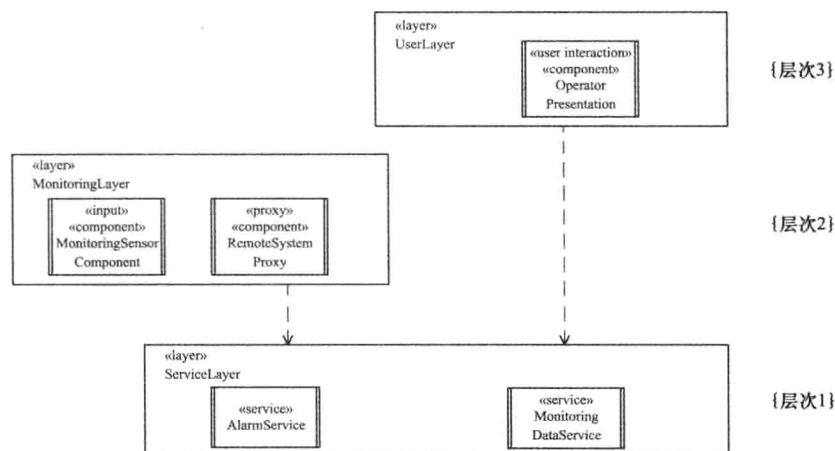 «layer»
UserLayer
«user interaction»
«component»
Operator
Presentation
{层次3}
«layer»
MonitoringLayer
«input»
«component»
MonitoringSensor
Component
«proxy»
«component»
RemoteSystem
Proxy
{层次2}
«layer»
ServiceLayer
«service»
AlarmService
«service»
Monitoring
DataService
{层次1}